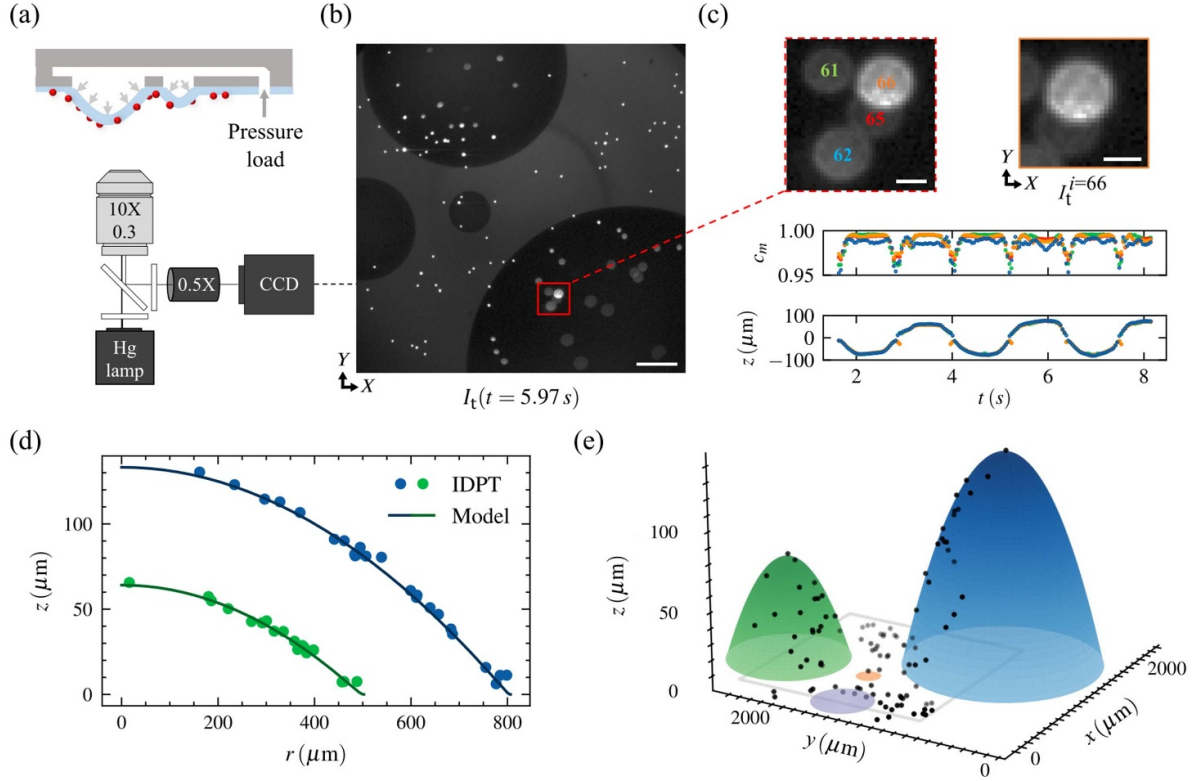 (a)
Pressure
load
10X
0.3
0.5X
CCD
Hg
lamp
(b)
Y
X
I_t(t = 5.97 s)
(c)
61
66
65
62
Y
X
I_t^{i=66}
1.00
0.95
c_m
100
0
−100
z (μm)
2
4
6
8
t (s)
(d)
100
50
0
z (μm)
IDPT
Model
0
200
400
600
800
r (μm)
(e)
100
50
0
z (μm)
2000
0
y (μm)
0
2000
x (μm)